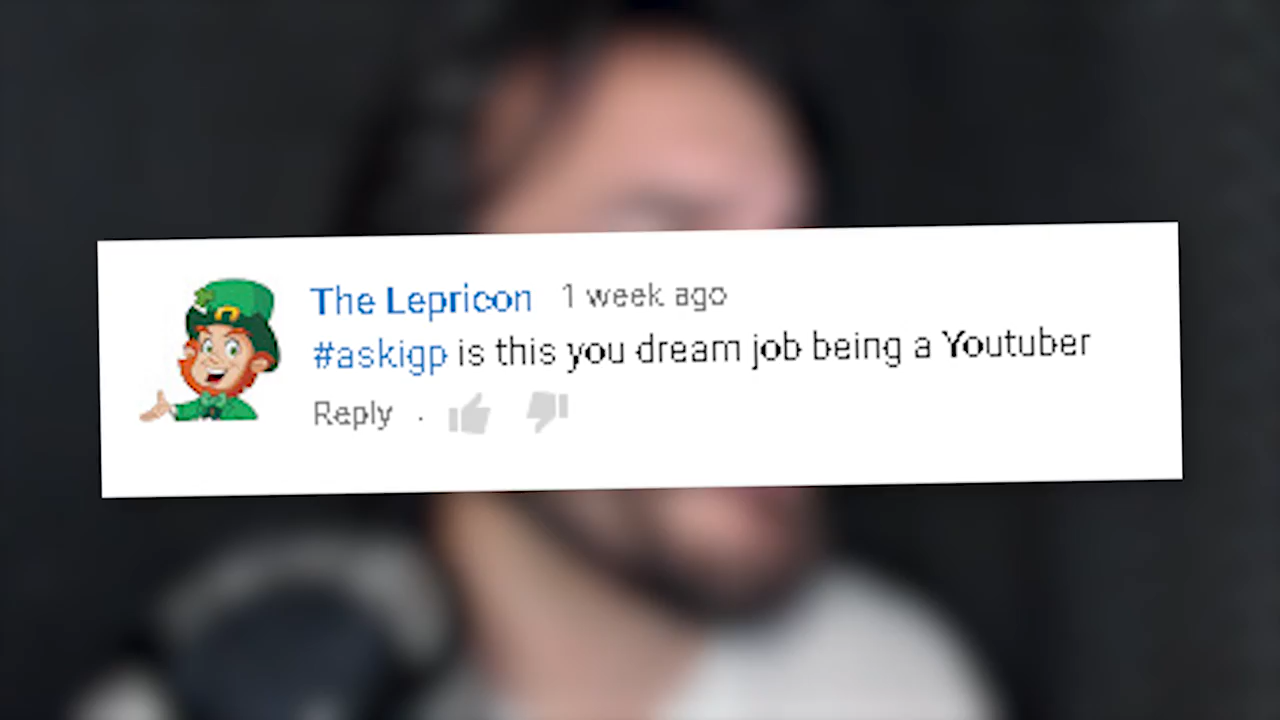 The Lepricon 1 week ago
#askigp is this you dream job being a Youtuber
Reply ·